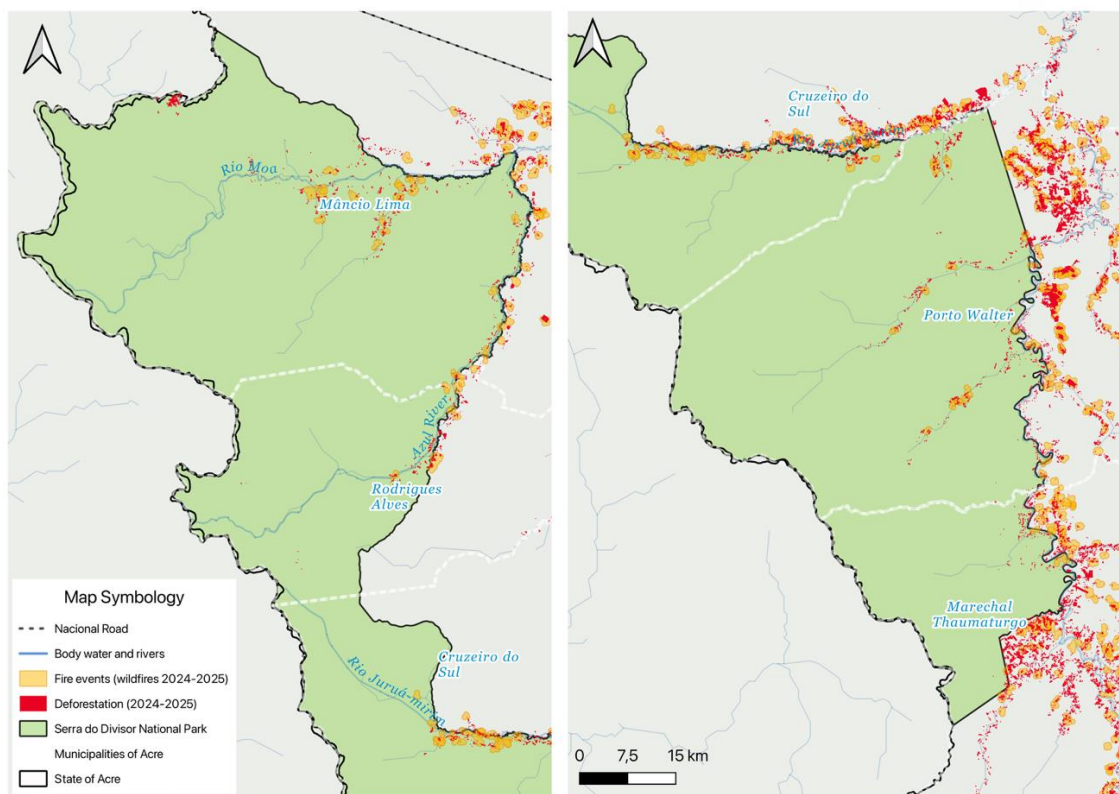 Rio Moa
Mâncio Lima
Azul River
Rodrigues
Alves
Cruzeiro do
Sul
Rio Juruá-mirim
Map Symbology
Nacional Road
Body water and rivers
Fire events (wildfires 2024-2025)
Deforestation (2024-2025)
Serra do Divisor National Park
Municipalities of Acre
State of Acre
Cruzeiro do
Sul
Porto Walter
Marechal
Thaumaturgo
0 7,5 15 km